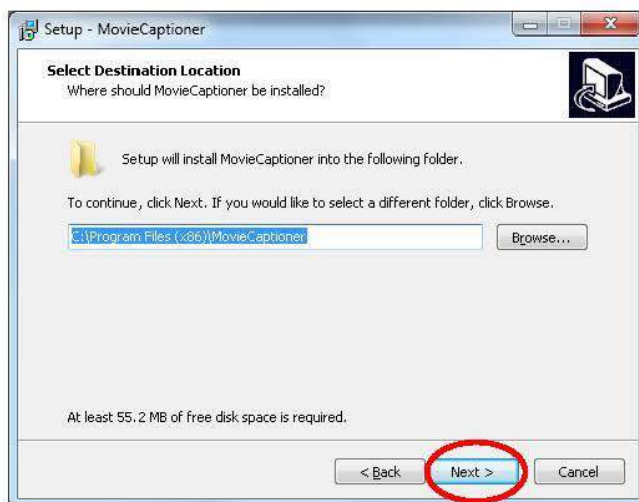 Setup - MovieCaptioner
Select Destination Location
Where should MovieCaptioner be installed?
Setup will install MovieCaptioner into the following folder.
To continue, click Next. If you would like to select a different folder, click Browse.
C:\Program Files (x86)\MovieCaptioner
Browse...
At least 55.2 MB of free disk space is required.
< Back
Next >
Cancel